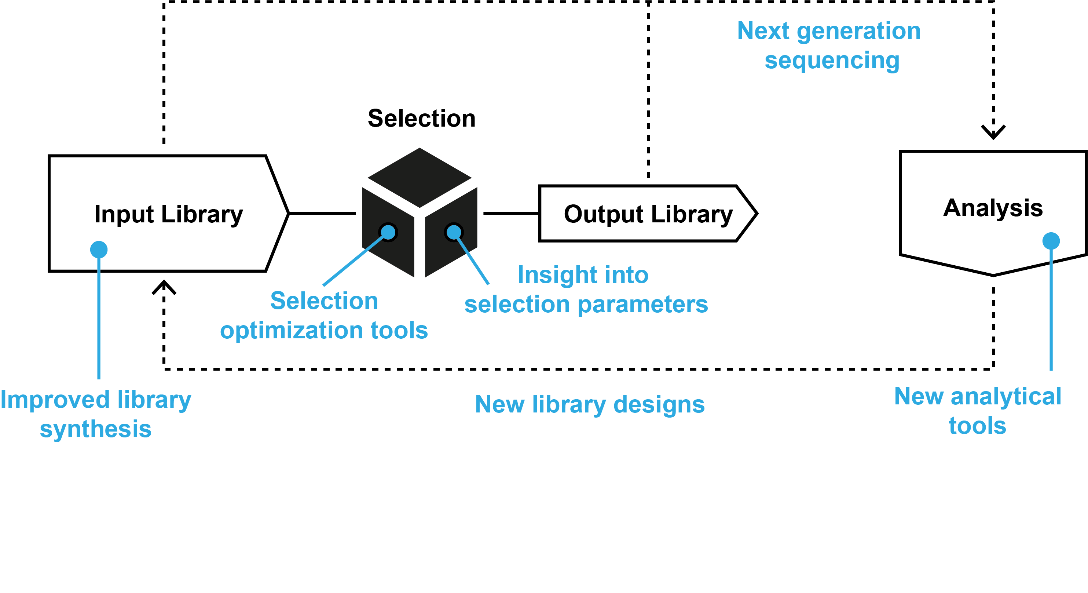 Next generation
sequencing
Selection
Input Library
Output Library
Analysis
Selection
optimization tools
Insight into
selection parameters
Improved library
synthesis
New library designs
New analytical
tools